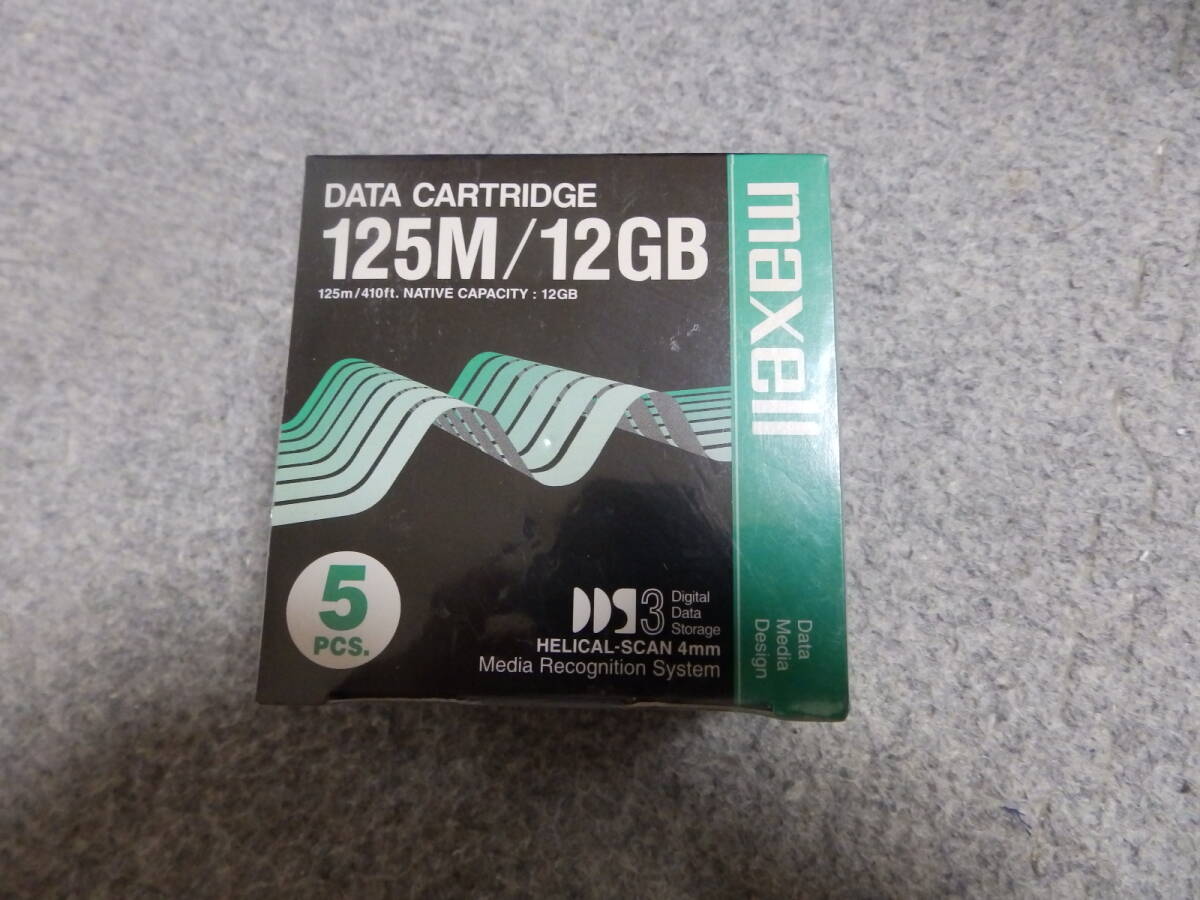 DATA CARTRIDGE
125M/12GB
125m/410ft. NATIVE CAPACITY : 12GB
maxell
5
PCS.
DDS3
Digital
Data
Storage
HELICAL-SCAN 4mm
Media Recognition System
Data
Media
Design